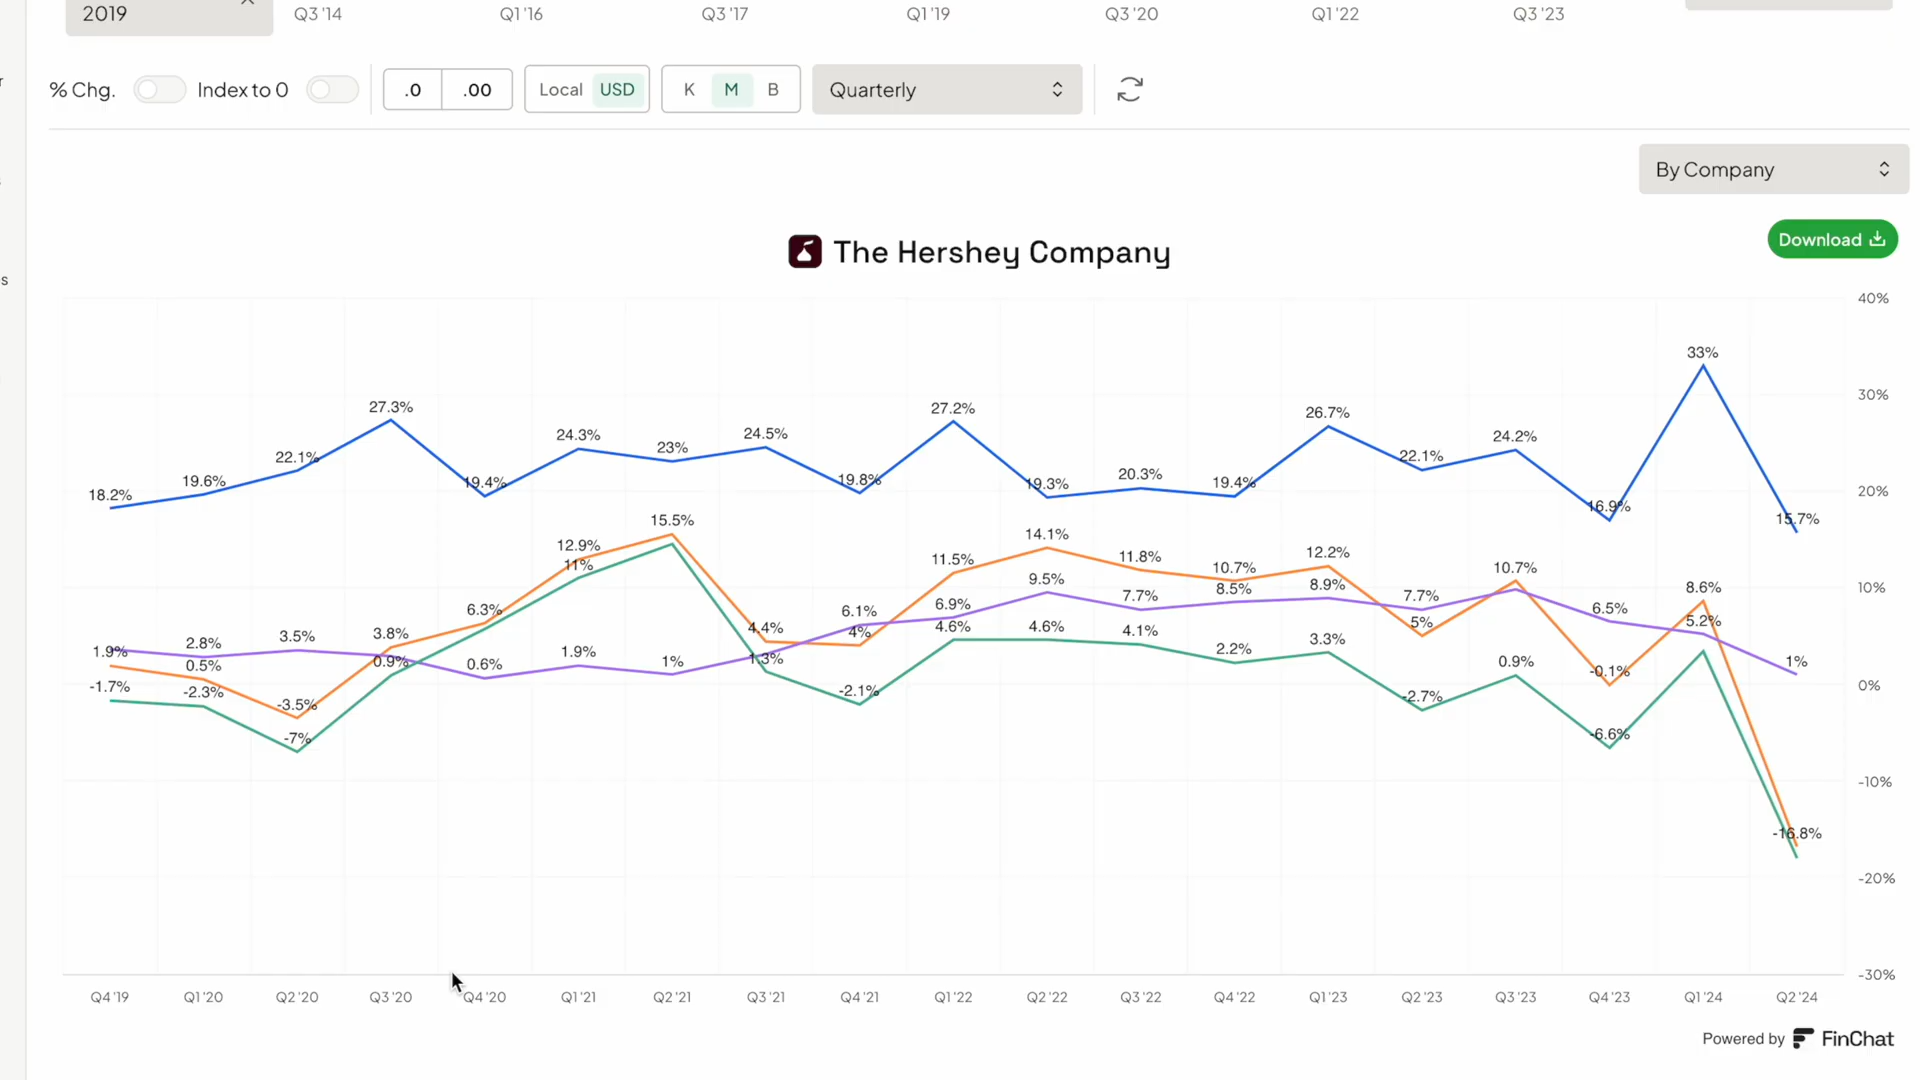 2019
Q3 '14 Q1 '16 Q3 '17 Q1 '19 Q3 '20 Q1 '22 Q3 '23
% Chg. Index to 0 .0 .00 Local USD K M B Quarterly
By Company
Download
The Hershey Company
40%
33%
30%
27.3% 27.2% 26.7%
24.3% 23% 24.5% 24.2%
18.2% 19.6% 22.1% 19.4% 19.8% 19.3% 20.3% 19.4% 22.1% 16.9% 15.7%
20%
15.5% 14.1%
12.9% 11% 11.5% 11.8% 10.7% 12.2% 10.7%
10%
9.5% 7.7% 8.5% 8.9% 7.7% 8.6%
6.3% 4.4% 6.1% 6.9% 5% 6.5% 5.2%
1.9% 2.8% 3.5% 3.8% 4% 4.6% 4.6% 4.1% 2.2% 3.3%
0.5% 0.9% 0.6% 1.9% 1% 1.3% 0.9% -0.1% 1%
0%
-1.7% -2.3% -3.5% -2.1% -2.7%
-7% -6.6%
-10%
-16.8%
-20%
-30%
Q4 '19 Q1 '20 Q2 '20 Q3 '20 Q4 '20 Q1 '21 Q2 '21 Q3 '21 Q4 '21 Q1 '22 Q2 '22 Q3 '22 Q4 '22 Q1 '23 Q2 '23 Q3 '23 Q4 '23 Q1 '24 Q2 '24
Powered by FinChat